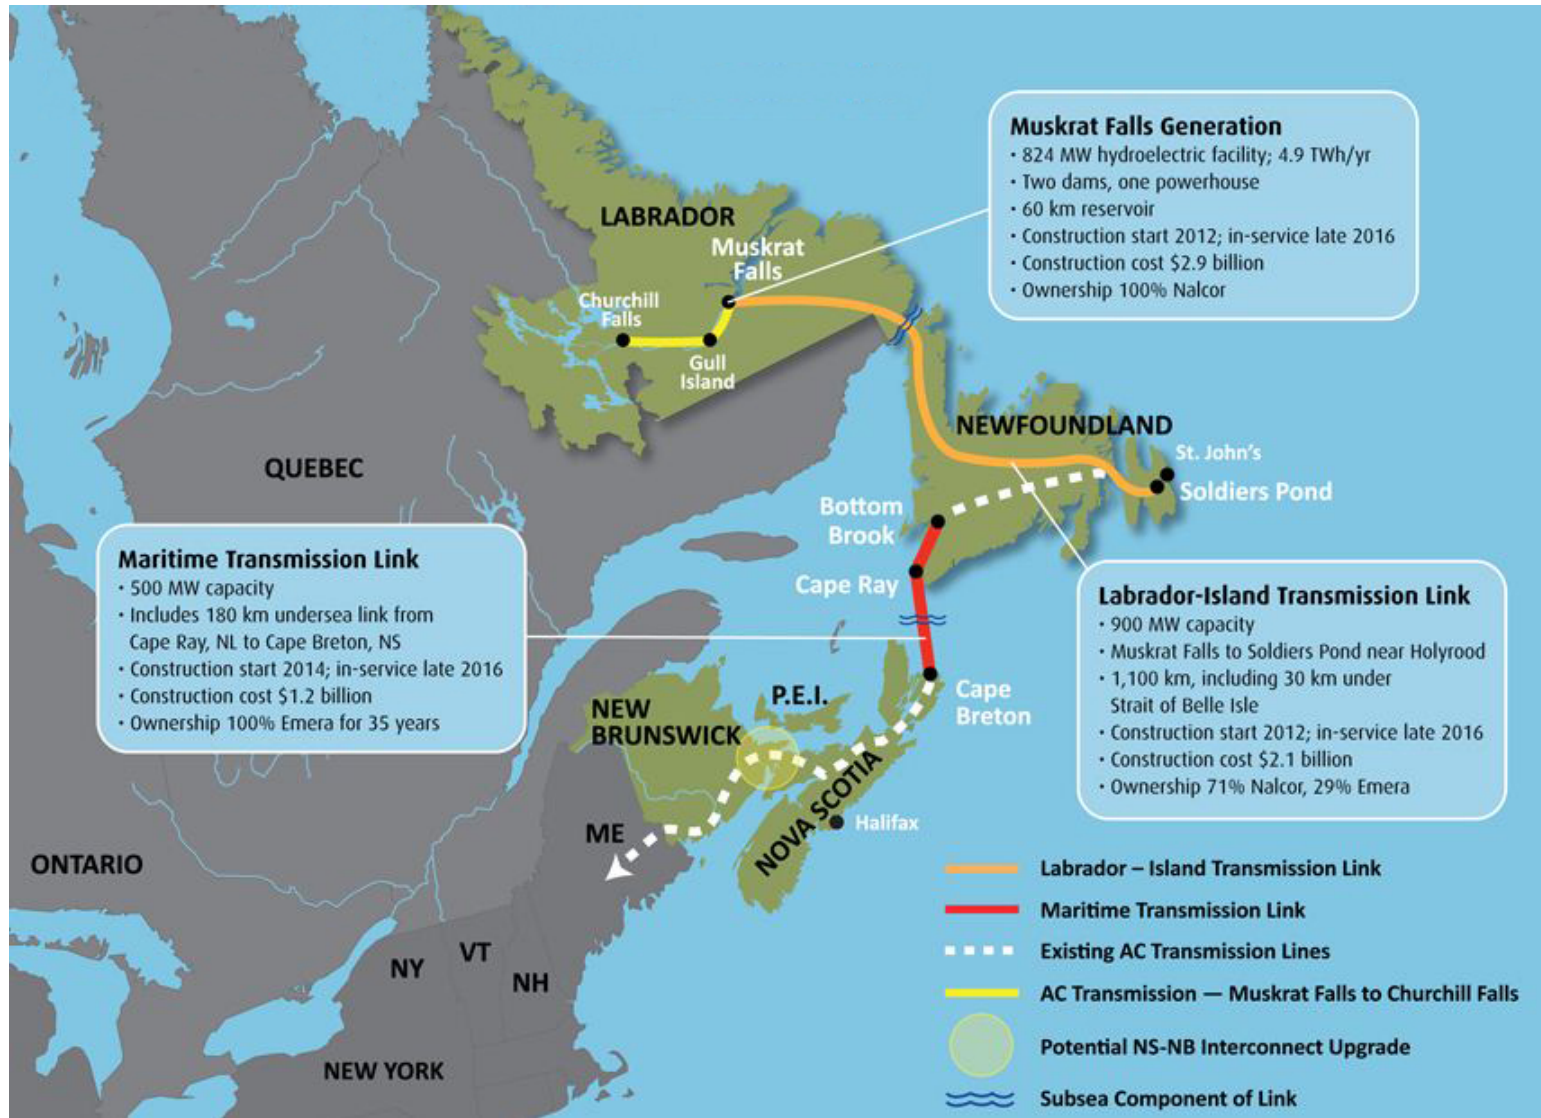 Muskrat Falls Generation
· 824 MW hydroelectric facility; 4.9 TWh/yr
· Two dams, one powerhouse
· 60 km reservoir
· Construction start 2012; in-service late 2016
· Construction cost $2.9 billion
· Ownership 100% Nalcor
LABRADOR
Muskrat
Falls
Churchill
Falls
Gull
Island
NEWFOUNDLAND
St. John's
Soldiers Pond
QUEBEC
Bottom
Brook
Cape Ray
Maritime Transmission Link
· 500 MW capacity
· Includes 180 km undersea link from
Cape Ray, NL to Cape Breton, NS
· Construction start 2014; in-service late 2016
· Construction cost $1.2 billion
· Ownership 100% Emera for 35 years
Labrador-Island Transmission Link
· 900 MW capacity
· Muskrat Falls to Soldiers Pond near Holyrood
· 1,100 km, including 30 km under
Strait of Belle Isle
· Construction start 2012; in-service late 2016
· Construction cost $2.1 billion
· Ownership 71% Nalcor, 29% Emera
P.E.I.
Cape
Breton
NEW
BRUNSWICK
NOVA SCOTIA
Halifax
ME
ONTARIO
VT
NY
NH
NEW YORK
Labrador – Island Transmission Link
Maritime Transmission Link
Existing AC Transmission Lines
AC Transmission — Muskrat Falls to Churchill Falls
Potential NS-NB Interconnect Upgrade
Subsea Component of Link